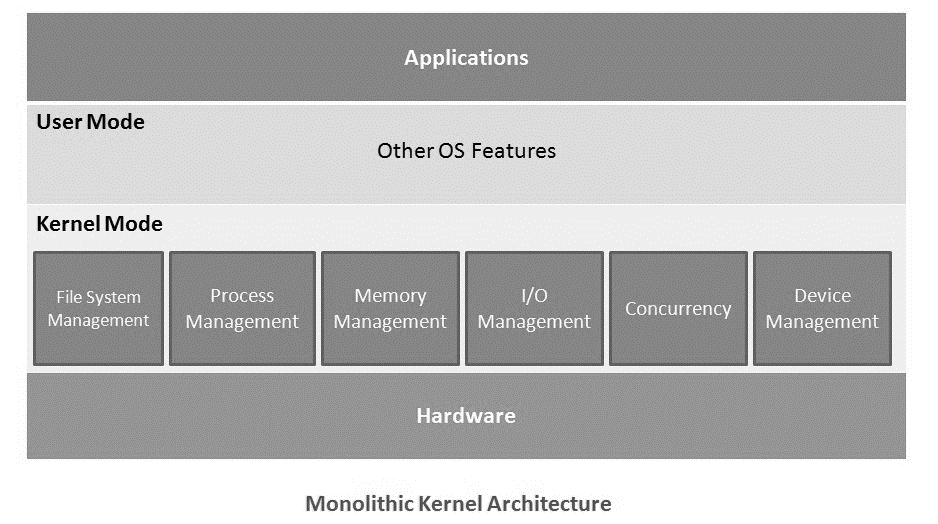 Applications
User Mode
Other OS Features
Kernel Mode
File System
Management
Process
Management
Memory
Management
I/O
Management
Concurrency
Device
Management
Hardware
Monolithic Kernel Architecture